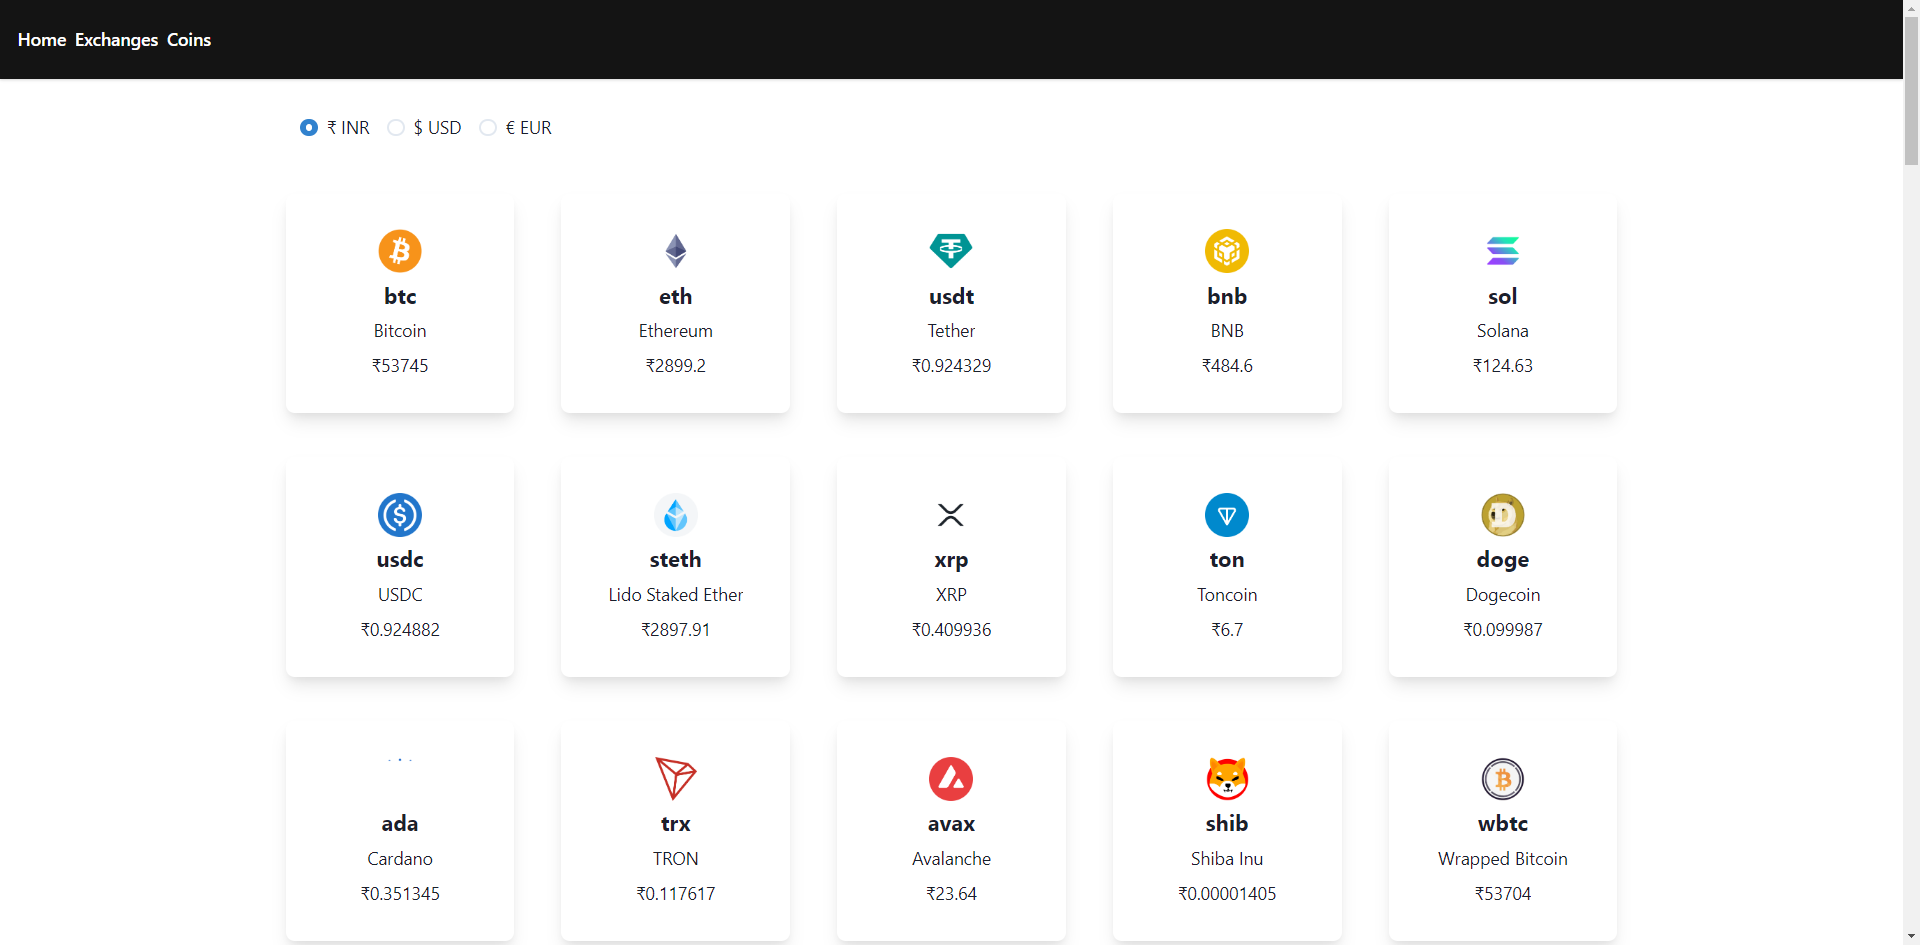 Home Exchanges Coins
₹ INR $ USD € EUR
btc
Bitcoin
₹53745
eth
Ethereum
₹2899.2
usdt
Tether
₹0.924329
bnb
BNB
₹484.6
sol
Solana
₹124.63
usdc
USDC
₹0.924882
steth
Lido Staked Ether
₹2897.91
xrp
XRP
₹0.409936
ton
Toncoin
₹6.7
doge
Dogecoin
₹0.099987
ada
Cardano
₹0.351345
trx
TRON
₹0.117617
avax
Avalanche
₹23.64
shib
Shiba Inu
₹0.00001405
wbtc
Wrapped Bitcoin
₹53704